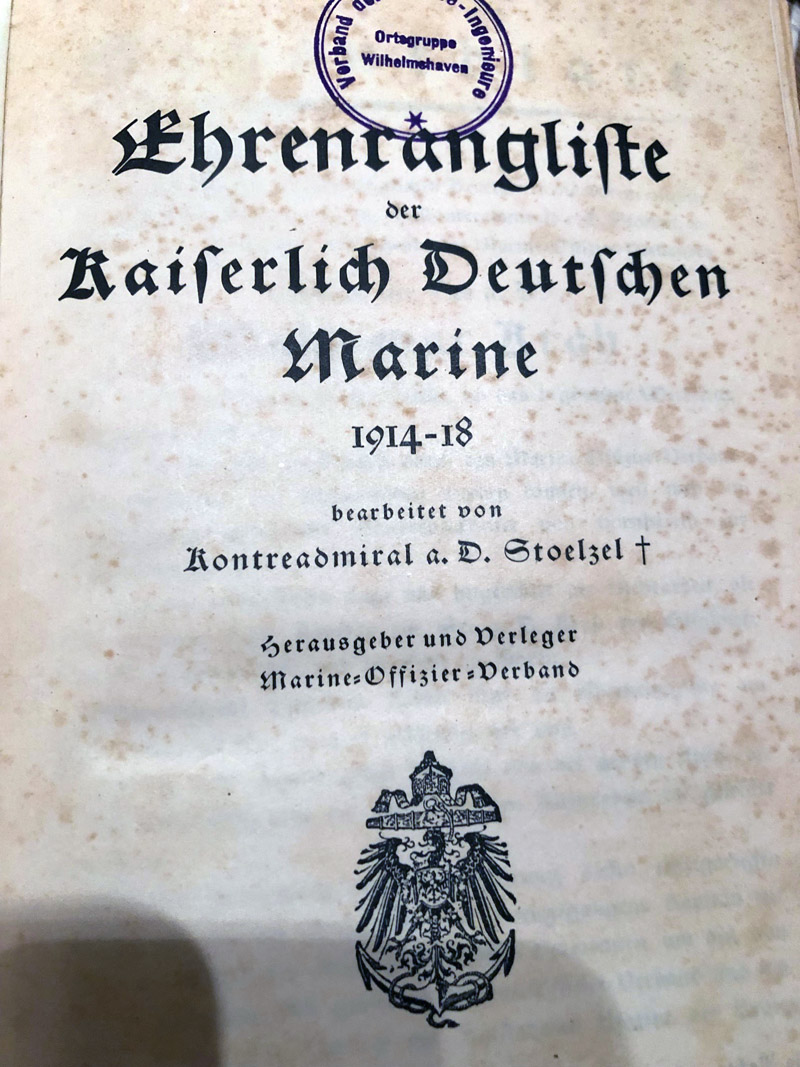 Verband der -Ingenieure
Ortsgruppe
Wilhelmshaven
Ehrenrangliste
der
Kaiserlich Deutschen
Marine
1914-18
bearbeitet von
Kontreadmiral a. D. Stoelzel †
Herausgeber und Verleger
Marine-Offizier-Verband